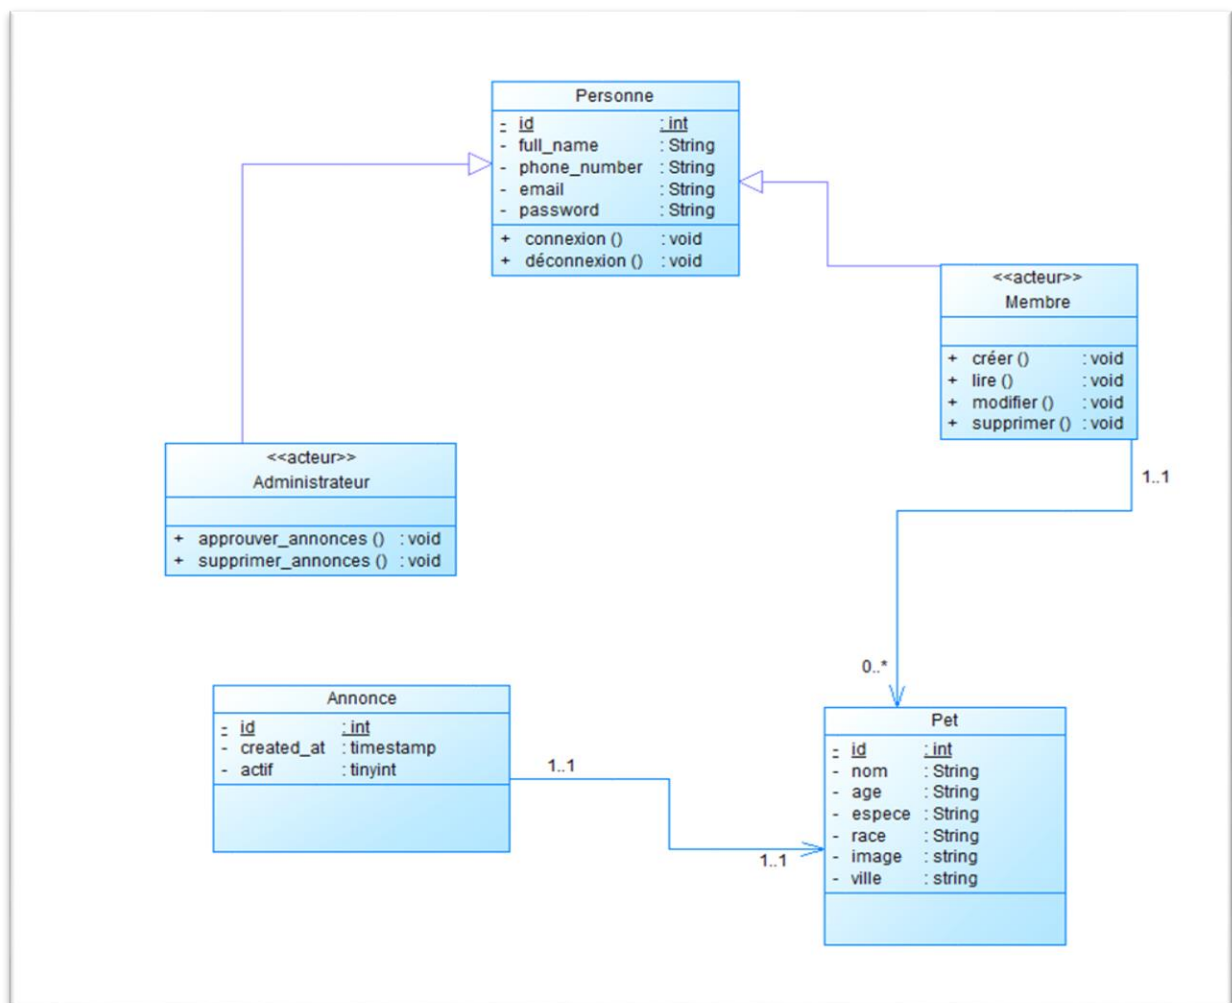 Personne
- id : int
- full_name : String
- phone_number : String
- email : String
- password : String
+ connexion () : void
+ déconnexion () : void
<<acteur>>
Membre
+ créer () : void
+ lire () : void
+ modifier () : void
+ supprimer () : void
<<acteur>>
Administrateur
+ approuver_annonces () : void
+ supprimer_annonces () : void
1..1
0..*
Annonce
- id : int
- created_at : timestamp
- actif : tinyint
1..1
1..1
Pet
- id : int
- nom : String
- age : String
- espece : String
- race : String
- image : string
- ville : string